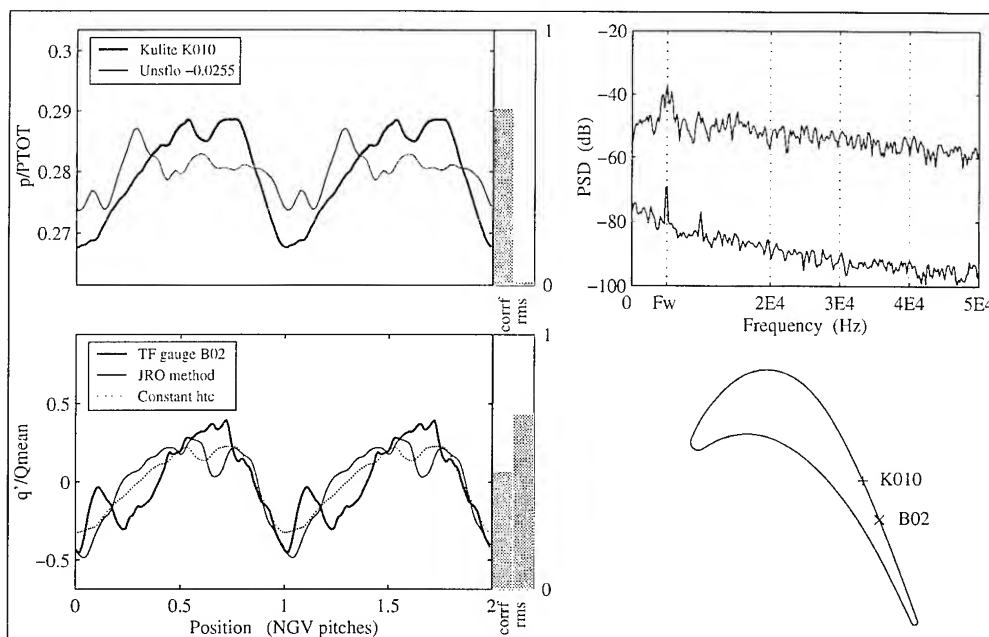 0.3
0.29
0.28
0.27
p/PTOT
Kulite K010
Unsflo −0.0255
1
0
corrf
rms
−20
−40
−60
−80
−100
PSD (dB)
0
Fw
2E4
3E4
4E4
5E4
Frequency (Hz)
TF gauge B02
JRO method
Constant htc
0.5
0
−0.5
q'/Qmean
0
0.5
1
1.5
2
Position (NGV pitches)
1
0
corrf
rms
K010
B02